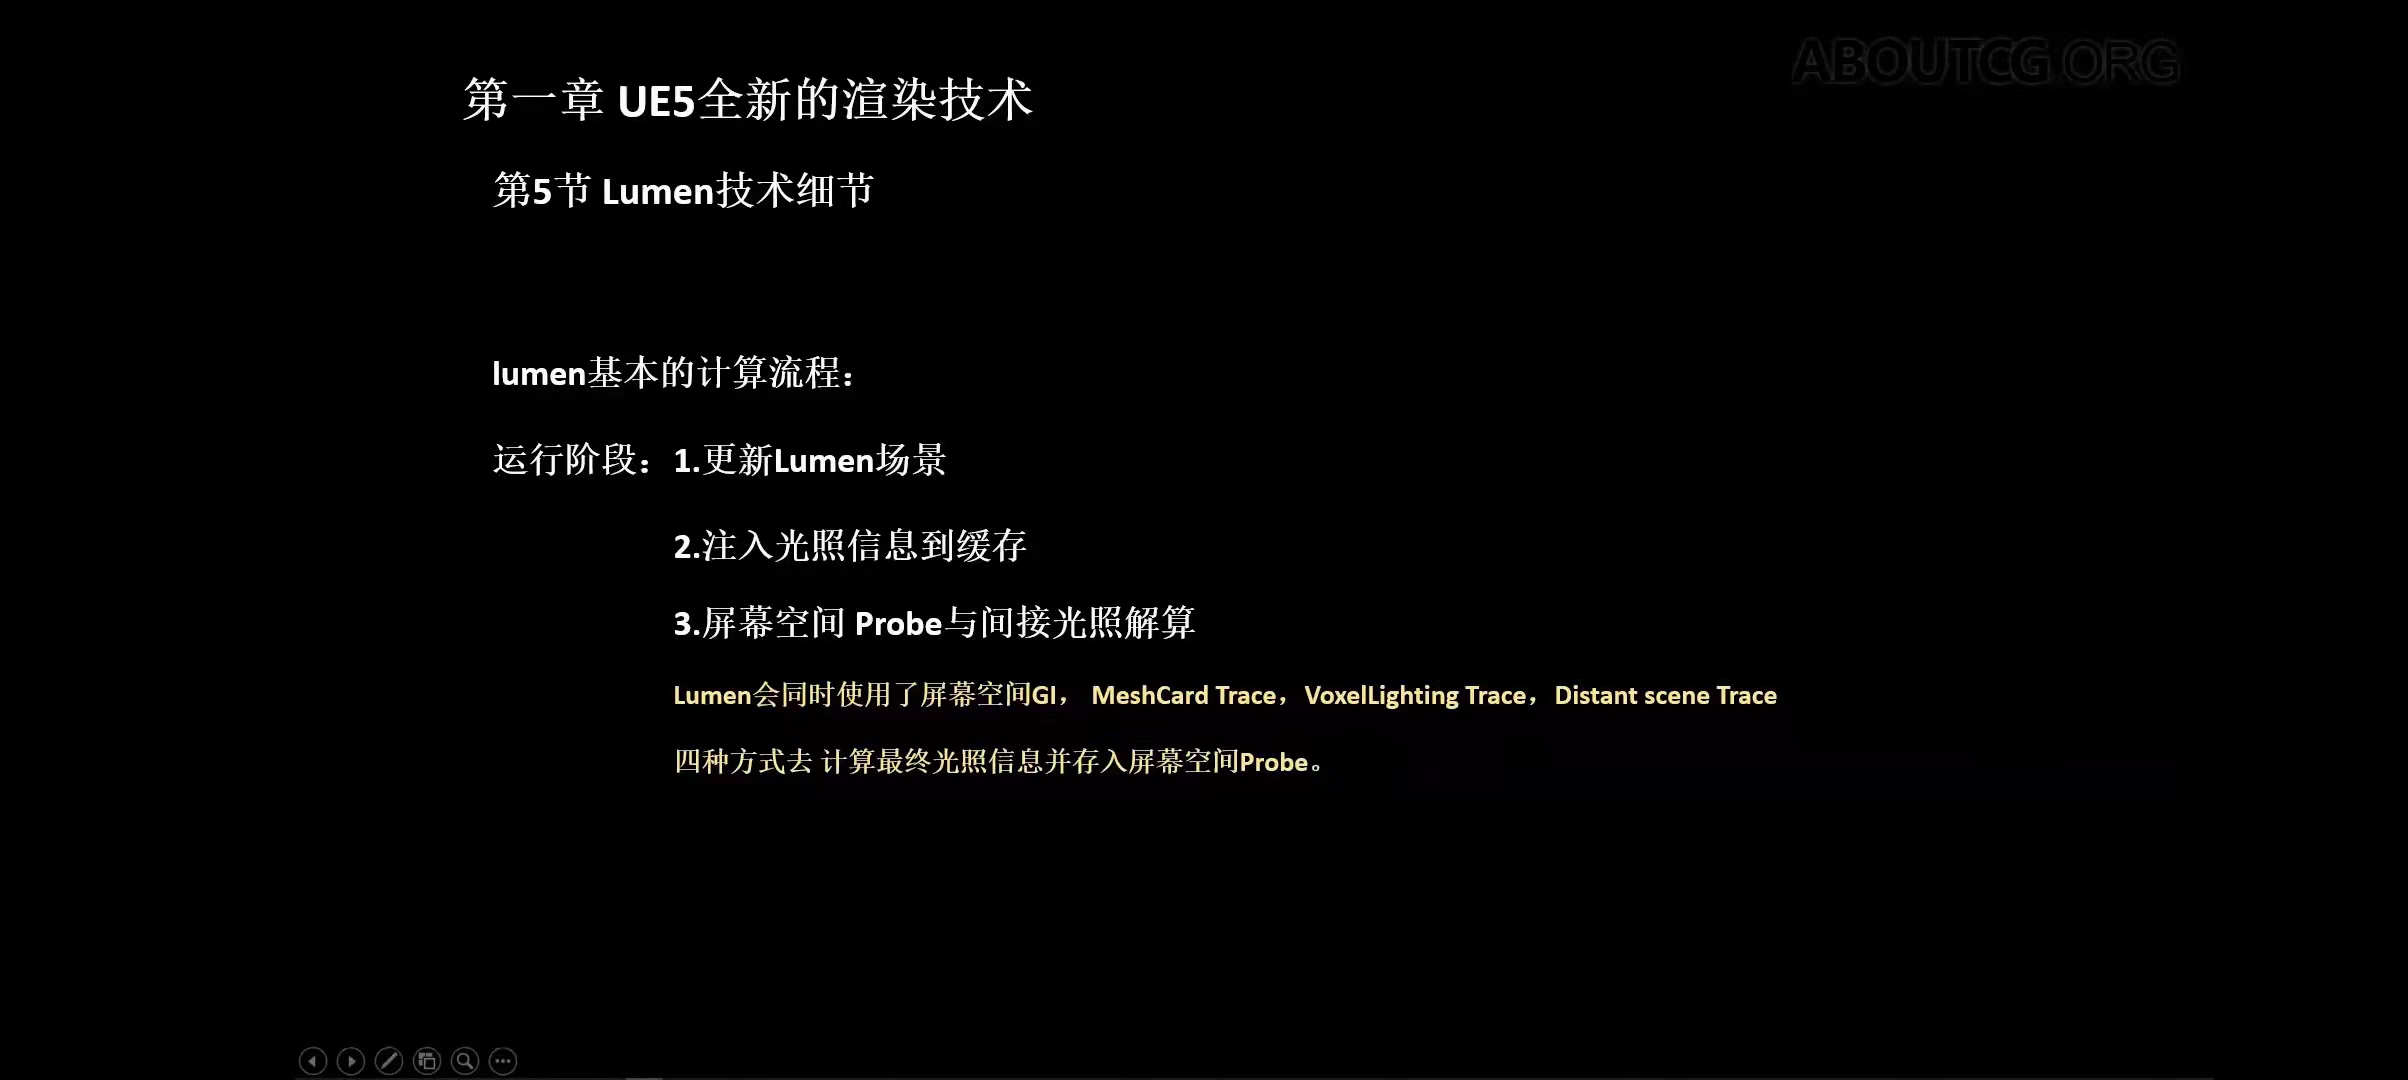 ABOUTCG.ORG
第一章 UE5全新的渲染技术
第5节 Lumen技术细节
lumen基本的计算流程：
运行阶段：1.更新Lumen场景
2.注入光照信息到缓存
3.屏幕空间 Probe与间接光照解算
Lumen会同时使用了屏幕空间GI， MeshCard Trace，VoxelLighting Trace，Distant scene Trace
四种方式去 计算最终光照信息并存入屏幕空间Probe。